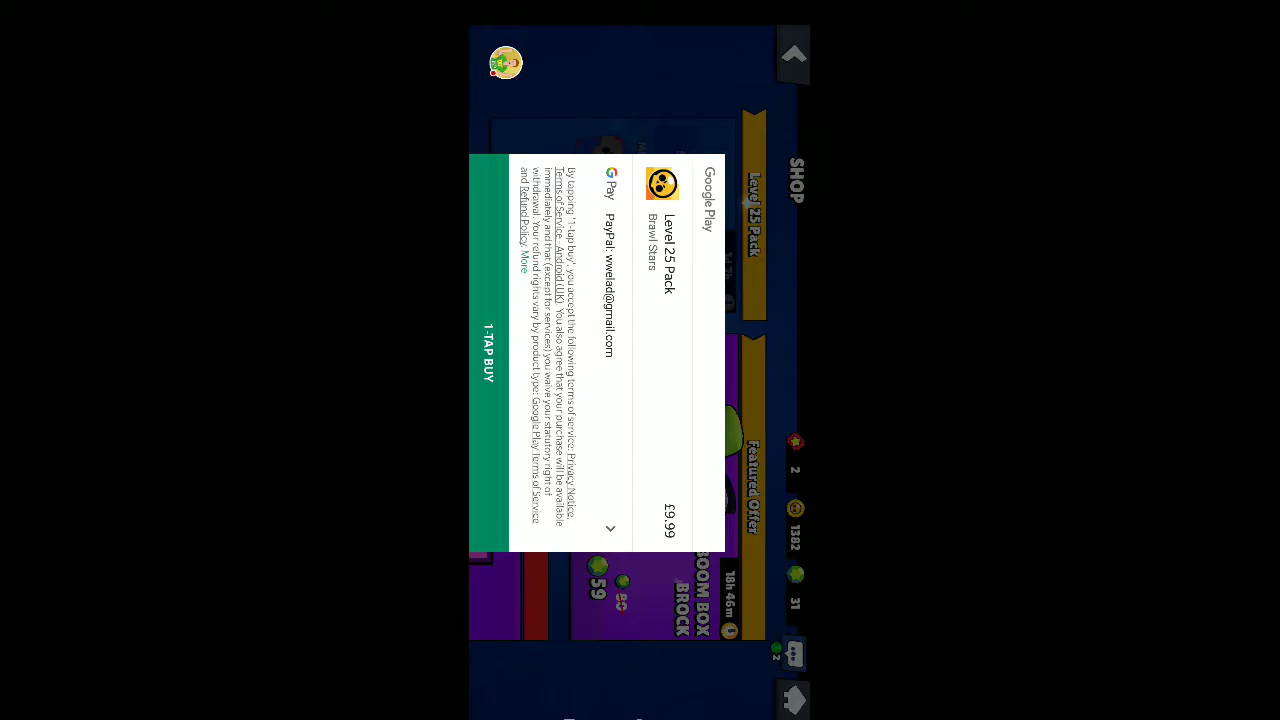 SHOP
2
1382
31
2
Level 25 Pack
Featured Offer
18h 46m
BOOM BOX
BROCK
80
59
Google Play
Level 25 Pack
£9.99
Brawl Stars
G Pay PayPal: wwelad@gmail.com
By tapping '1-tap buy', you accept the following terms of service: Privacy Notice,
Terms of Service: Android (UK). You also agree that your purchase will be available
immediately and that (except for services) you waive your statutory right of
withdrawal. Your refund rights vary by product type: Google Play Terms of Service
and Refund Policy. More
1-TAP BUY